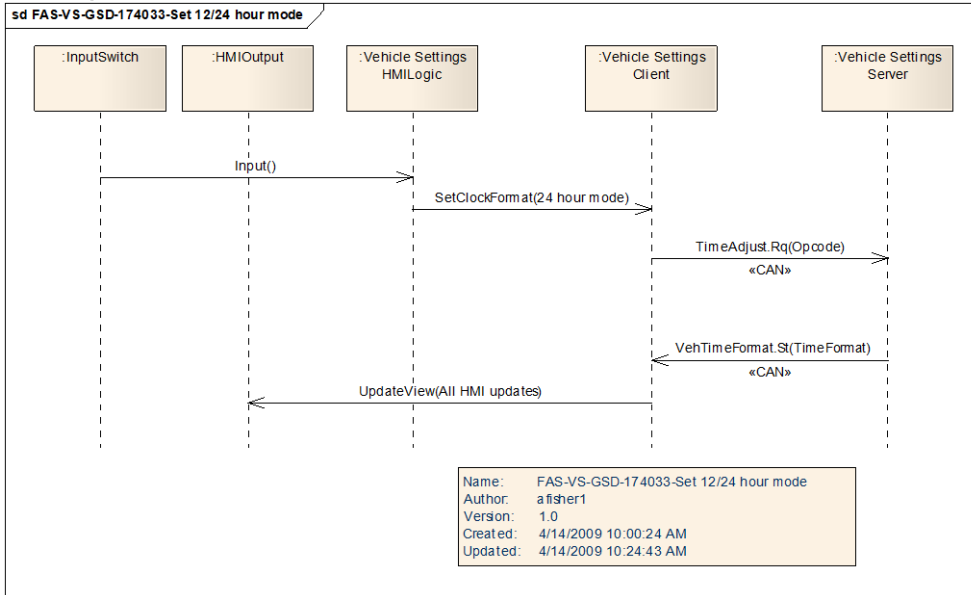 sd FAS-VS-GSD-174033-Set 12/24 hour mode
:InputSwitch
:HMIOutput
:Vehicle Settings
HMILogic
:Vehicle Settings
Client
:Vehicle Settings
Server
Input()
SetClockFormat(24 hour mode)
TimeAdjust.Rq(Opcode)
«CAN»
VehTimeFormat.St(TimeFormat)
«CAN»
UpdateView(All HMI updates)
Name: FAS-VS-GSD-174033-Set 12/24 hour mode
Author: afisher1
Version: 1.0
Created: 4/14/2009 10:00:24 AM
Updated: 4/14/2009 10:24:43 AM